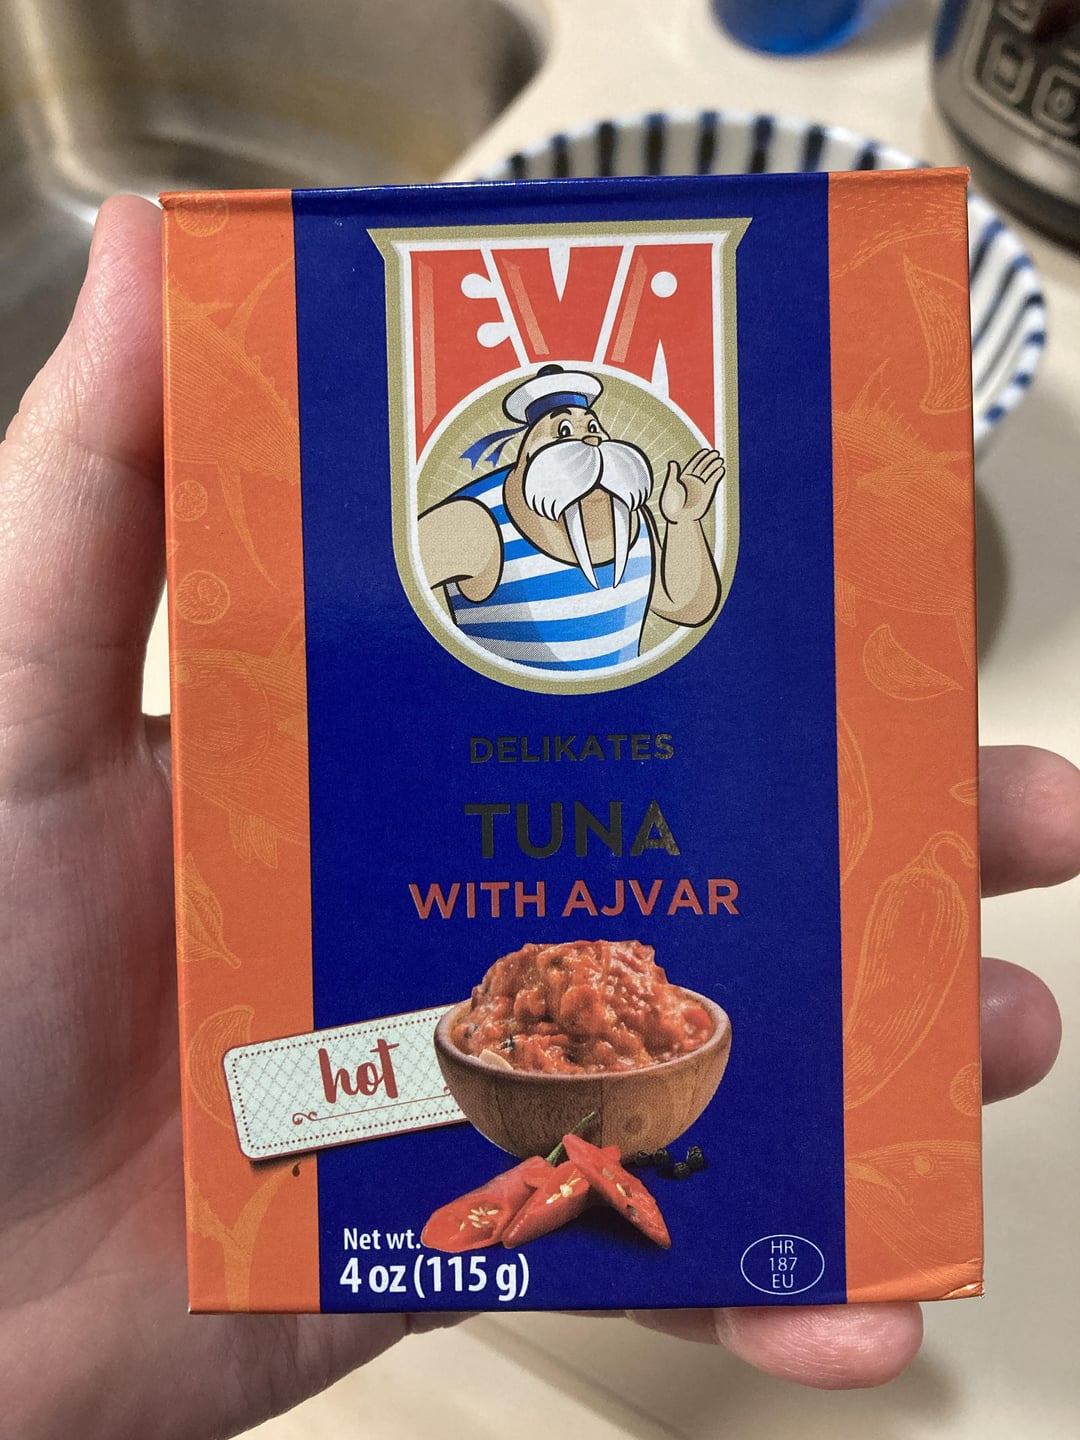 EVA
DELIKATES
TUNA
WITH AJVAR
hot
Net wt.
4 oz (115 g)
HR
187
EU